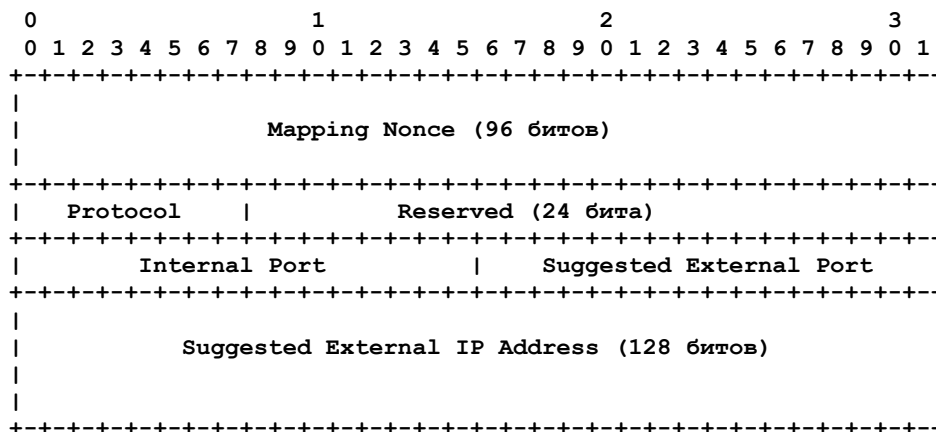 0                   1                   2                   3
 0 1 2 3 4 5 6 7 8 9 0 1 2 3 4 5 6 7 8 9 0 1 2 3 4 5 6 7 8 9 0 1
+-+-+-+-+-+-+-+-+-+-+-+-+-+-+-+-+-+-+-+-+-+-+-+-+-+-+-+-+-+-+-+--
|
|                 Mapping Nonce (96 битов)
|
+-+-+-+-+-+-+-+-+-+-+-+-+-+-+-+-+-+-+-+-+-+-+-+-+-+-+-+-+-+-+-+--
|   Protocol    |          Reserved (24 бита)
+-+-+-+-+-+-+-+-+-+-+-+-+-+-+-+-+-+-+-+-+-+-+-+-+-+-+-+-+-+-+-+--
|        Internal Port          |    Suggested External Port
+-+-+-+-+-+-+-+-+-+-+-+-+-+-+-+-+-+-+-+-+-+-+-+-+-+-+-+-+-+-+-+--
|
|           Suggested External IP Address (128 битов)
|
|
+-+-+-+-+-+-+-+-+-+-+-+-+-+-+-+-+-+-+-+-+-+-+-+-+-+-+-+-+-+-+-+--